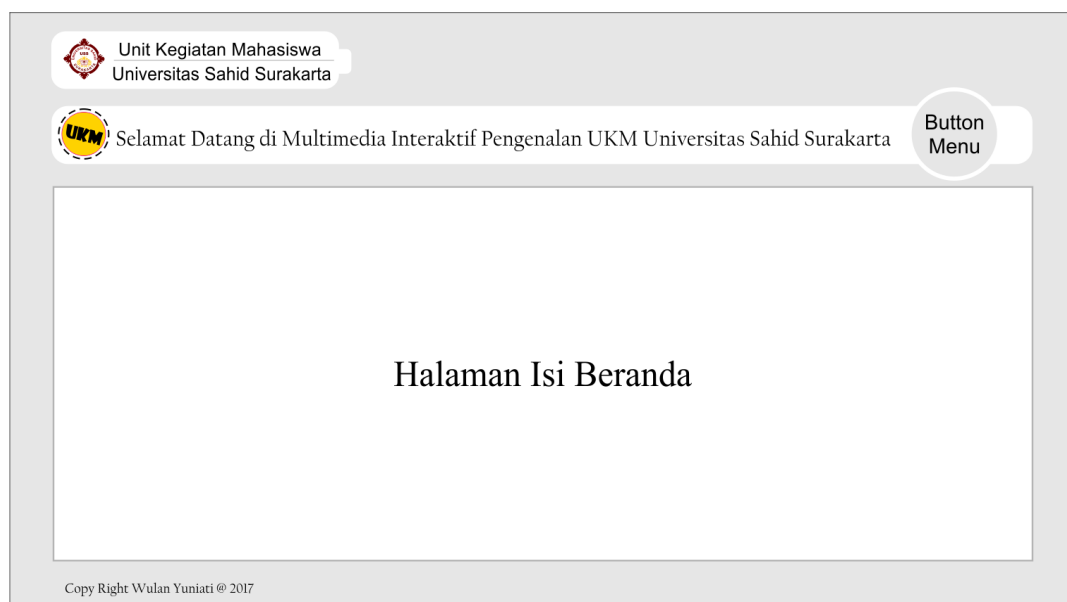 Unit Kegiatan Mahasiswa
Universitas Sahid Surakarta
UKM
Selamat Datang di Multimedia Interaktif Pengenalan UKM Universitas Sahid Surakarta
Button
Menu
Halaman Isi Beranda
Copy Right Wulan Yuniati @ 2017